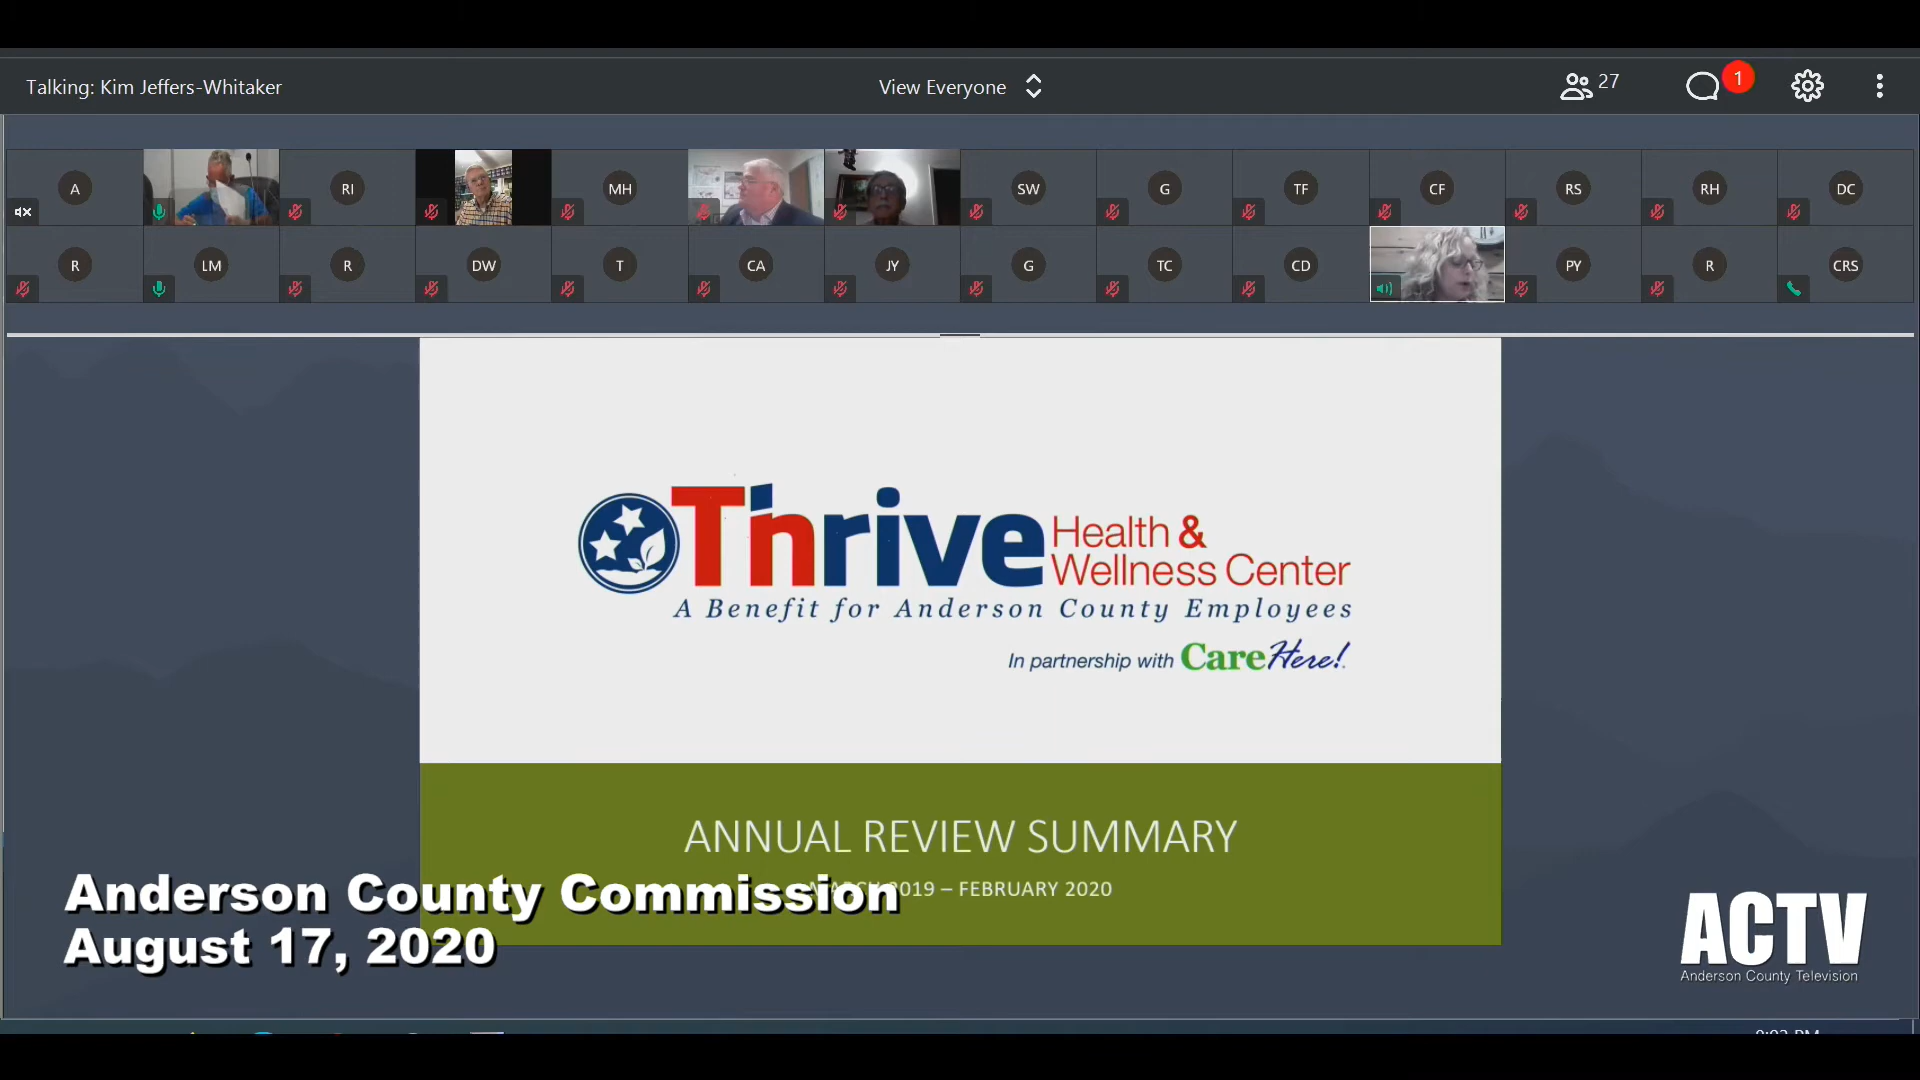 Talking: Kim Jeffers-Whitaker
View Everyone
27
1
A
RI
MH
SW
G
TF
CF
RS
RH
DC
R
LM
R
DW
T
CA
JY
G
TC
CD
PY
R
CRS
Thrive Health &
Wellness Center
A Benefit for Anderson County Employees
In partnership with CareHere!
ANNUAL REVIEW SUMMARY
MARCH 2019 – FEBRUARY 2020
Anderson County Commission
August 17, 2020
ACTV
Anderson County Television